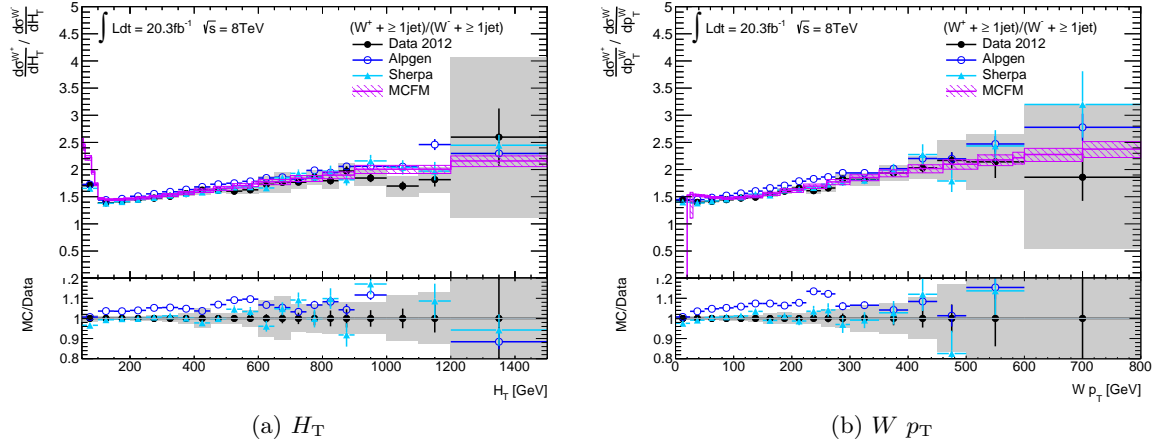 dσ^{W+}/dH_T / dσ^{W-}/dH_T
∫ Ldt = 20.3fb⁻¹ √s = 8TeV
(W⁺ + ≥ 1jet)/(W⁻ + ≥ 1jet)
Data 2012
Alpgen
Sherpa
MCFM
5
4.5
4
3.5
3
2.5
2
1.5
1
0.5
MC/Data
1.2
1.1
1
0.9
0.8
200 400 600 800 1000 1200 1400
H_T [GeV]
(a) H_T
dσ^{W+}/dp_T^W / dσ^{W-}/dp_T^W
∫ Ldt = 20.3fb⁻¹ √s = 8TeV
(W⁺ + ≥ 1jet)/(W⁻ + ≥ 1jet)
Data 2012
Alpgen
Sherpa
MCFM
5
4.5
4
3.5
3
2.5
2
1.5
1
0.5
0
MC/Data
1.2
1.1
1
0.9
0.8
0 100 200 300 400 500 600 700 800
W p_T [GeV]
(b) W p_T